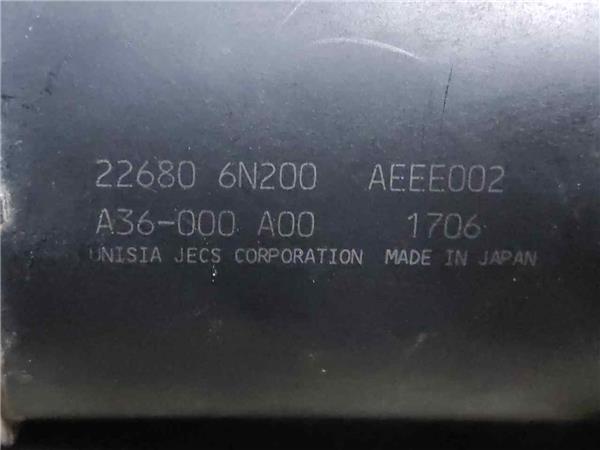 22680 6N200 AEEE002
A36-000 A00 1706
UNISIA JECS CORPORATION MADE IN JAPAN